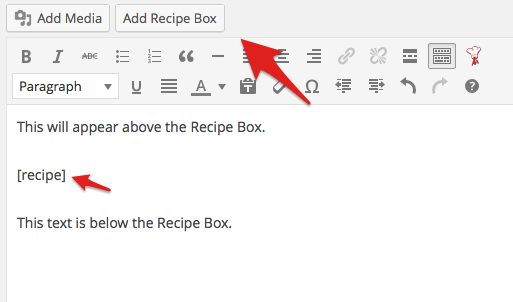 Add Media Add Recipe Box
B I ABC
Paragraph U A T Ω ?
This will appear above the Recipe Box.
[recipe]
This text is below the Recipe Box.